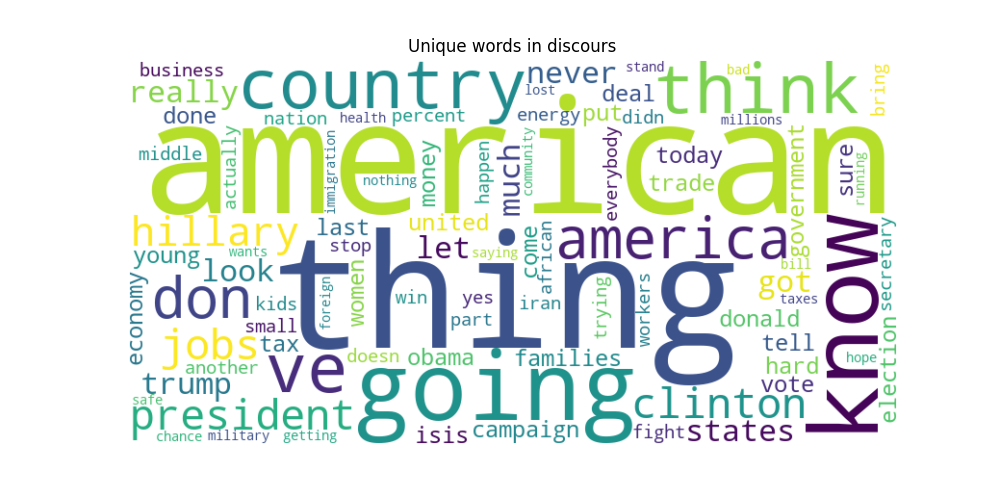 Unique words in discours
business
country
never
stand
bad
think
bring
really
lost
deal
done
nation
health
percent
energy
put
didn
millions
american
middle
actually
immigration
nothing
money
happen
much
community
everybody
today
trade
government
sure
running
hillary
last
united
america
know
young
wants
stop
let
saying
come
african
got
bill
secretary
look
thing
economy
don
kids
foreign
women
win
yes
iran
trying
workers
taxes
small
part
donald
jobs
tax
ve
doesn
obama
families
tell
hope
election
another
hard
trump
vote
safe
president
going
clinton
chance
military
getting
isis
campaign
fight
states